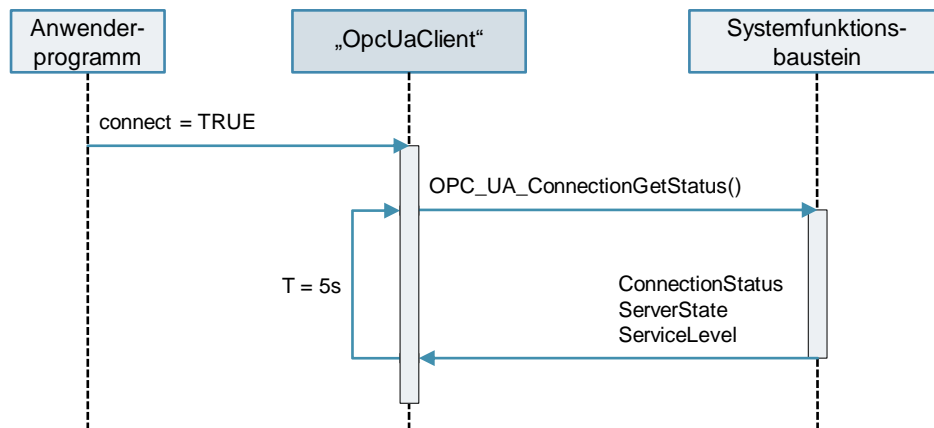 Anwender-
programm
„OpcUaClient“
Systemfunktions-
baustein
connect = TRUE
OPC_UA_ConnectionGetStatus()
T = 5s
ConnectionStatus
ServerState
ServiceLevel